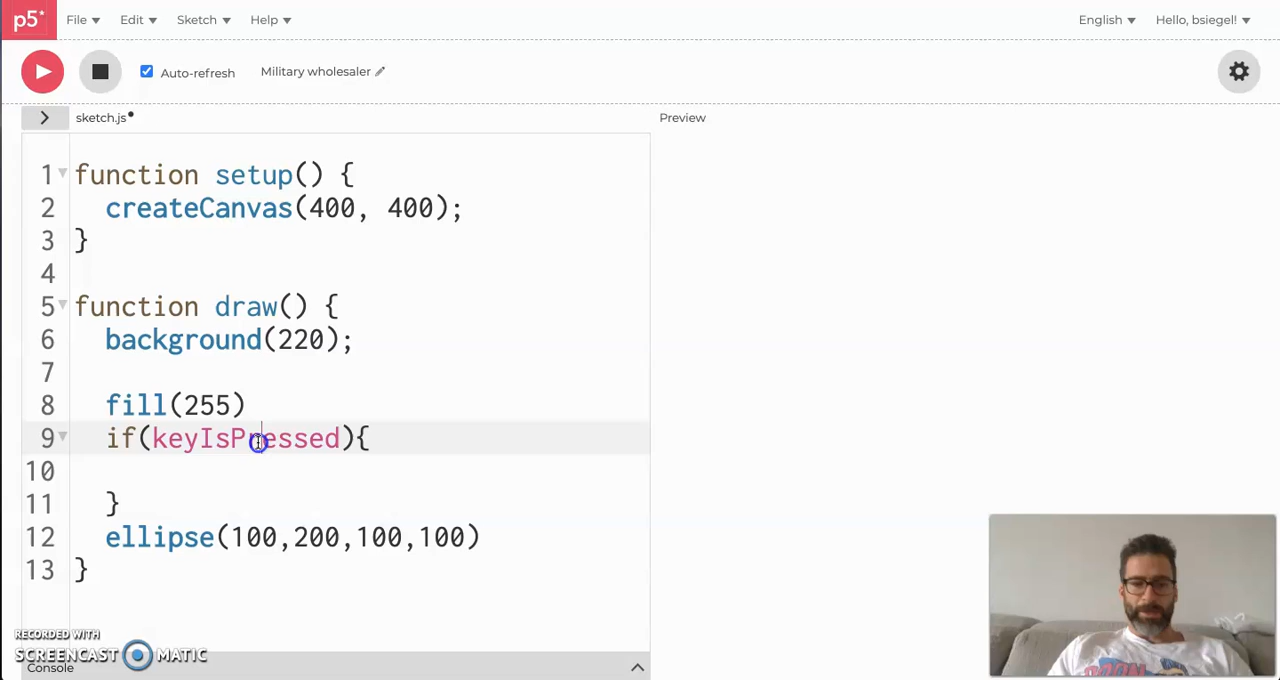 p5* File Edit Sketch Help English Hello, bsiegel!
Auto-refresh Military wholesaler
sketch.js Preview
1 function setup() {
2 createCanvas(400, 400);
3 }
4
5 function draw() {
6 background(220);
7
8 fill(255)
9 if(keyIsPressed){
10
11 }
12 ellipse(100,200,100,100)
13 }
RECORDED WITH
SCREENCAST MATIC
Console